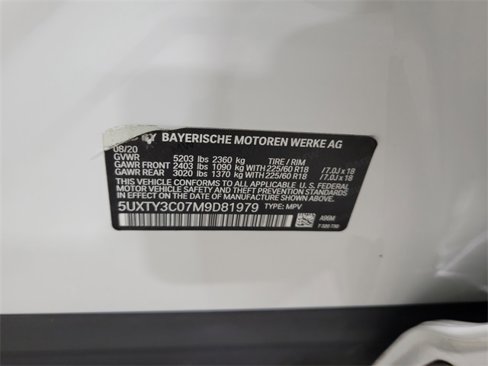 BAYERISCHE MOTOREN WERKE AG
08/20
GVWR 5203 lbs 2360 kg TIRE / RIM
GAWR FRONT 2403 lbs 1090 kg WITH 225/60 R18 / 7.0J x 18
GAWR REAR 3020 lbs 1370 kg WITH 225/60 R18 / 7.0J x 18
THIS VEHICLE CONFORMS TO ALL APPLICABLE U. S. FEDERAL
MOTOR VEHICLE SAFETY AND THEFT PREVENTION STANDARDS
IN EFFECT ON THE DATE OF MANUFACTURE SHOWN ABOVE.
5UXTY3C07M9D81979 TYPE: MPV
A96M